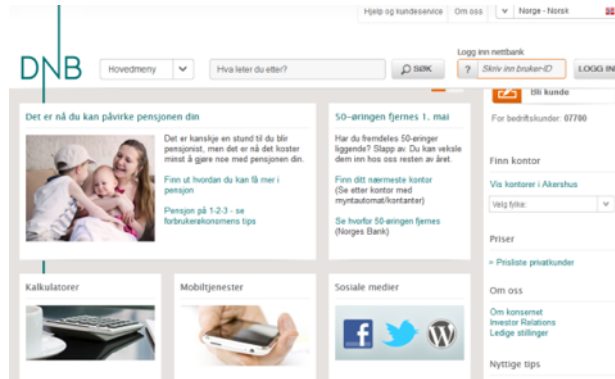 Hjelp og kundeservice Om oss Norge - Norsk
Logg inn nettbank
DNB Hovedmeny Hva leter du etter? SØK ? Skriv inn bruker-ID LOGG INN
Det er nå du kan påvirke pensjonen din
Det er kanskje en stund til du blir
pensjonist, men det er nå det koster
minst å gjøre noe med pensjonen din.
Finn ut hvordan du kan få mer i
pensjon
Pensjon på 1-2-3 - se
forbrukerøkonomens tips
50-øringen fjernes 1. mai
Har du fremdeles 50-øringer
liggende? Slapp av. Du kan veksle
dem inn hos oss resten av året.
Finn ditt nærmeste kontor
(Se etter kontor med
myntautomat/kontanter)
Se hvorfor 50-øringen fjernes
(Norges Bank)
Bli kunde
For bedriftskunder: 07700
Finn kontor
Vis kontorer i Akershus
Velg fylke:
Priser
» Prisliste privatkunder
Om oss
Om konsernet
Investor Relations
Ledige stillinger
Nyttige tips
Kalkulatorer
Mobiltjenester
Sosiale medier